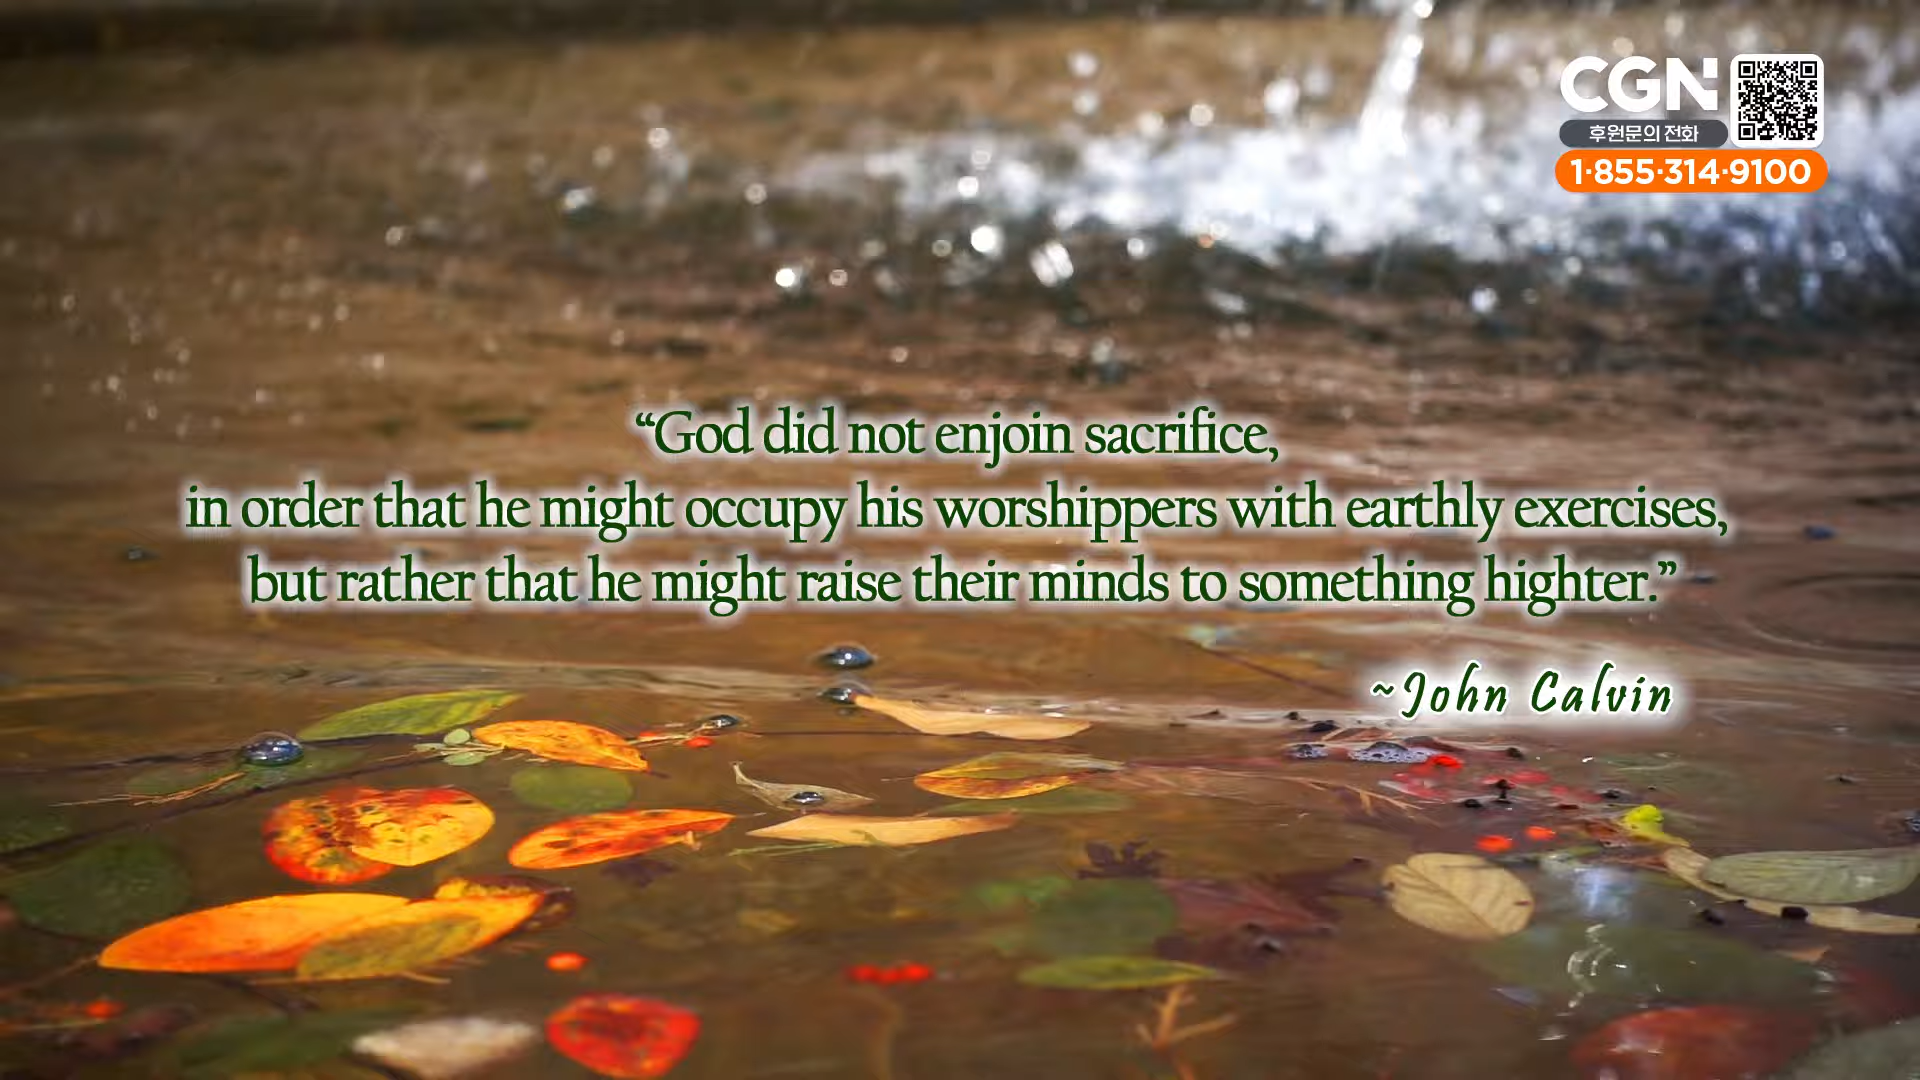 CGN
후원문의 전화
1·855·314·9100
“God did not enjoin sacrifice,
in order that he might occupy his worshippers with earthly exercises,
but rather that he might raise their minds to something highter.”
~John Calvin